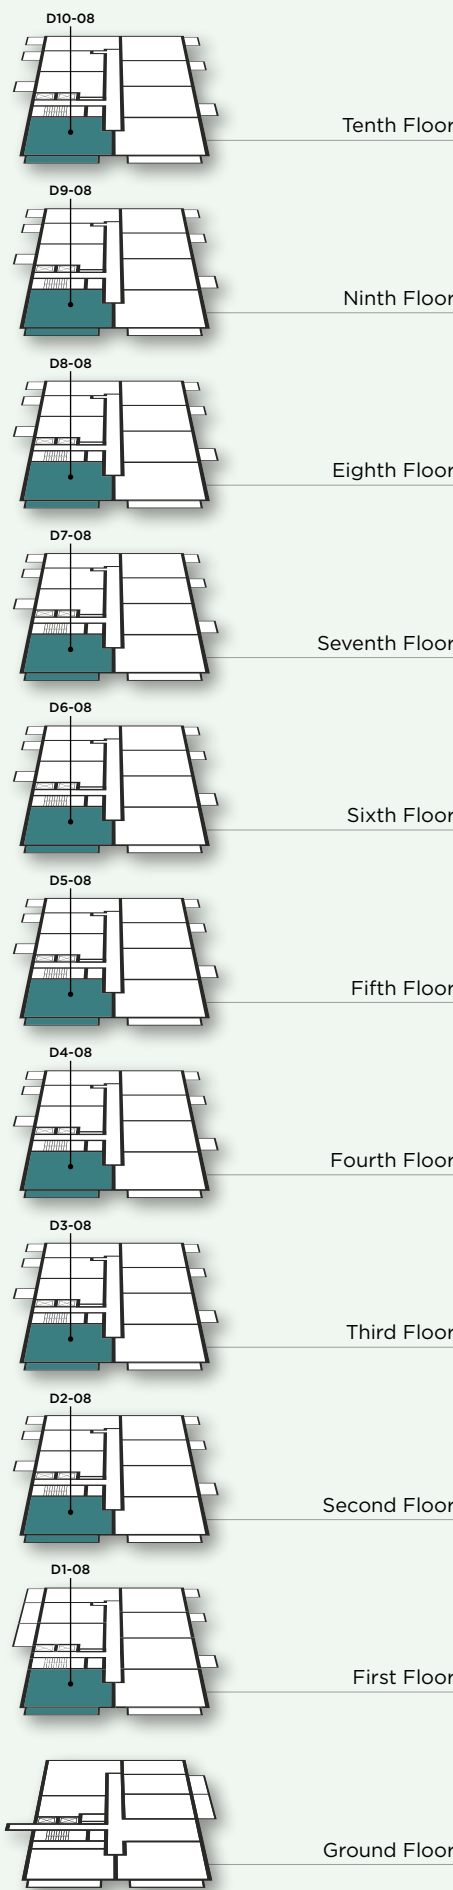 D10-08
Tenth Floor
D9-08
Ninth Floor
D8-08
Eighth Floor
D7-08
Seventh Floor
D6-08
Sixth Floor
D5-08
Fifth Floor
D4-08
Fourth Floor
D3-08
Third Floor
D2-08
Second Floor
D1-08
First Floor
Ground Floor